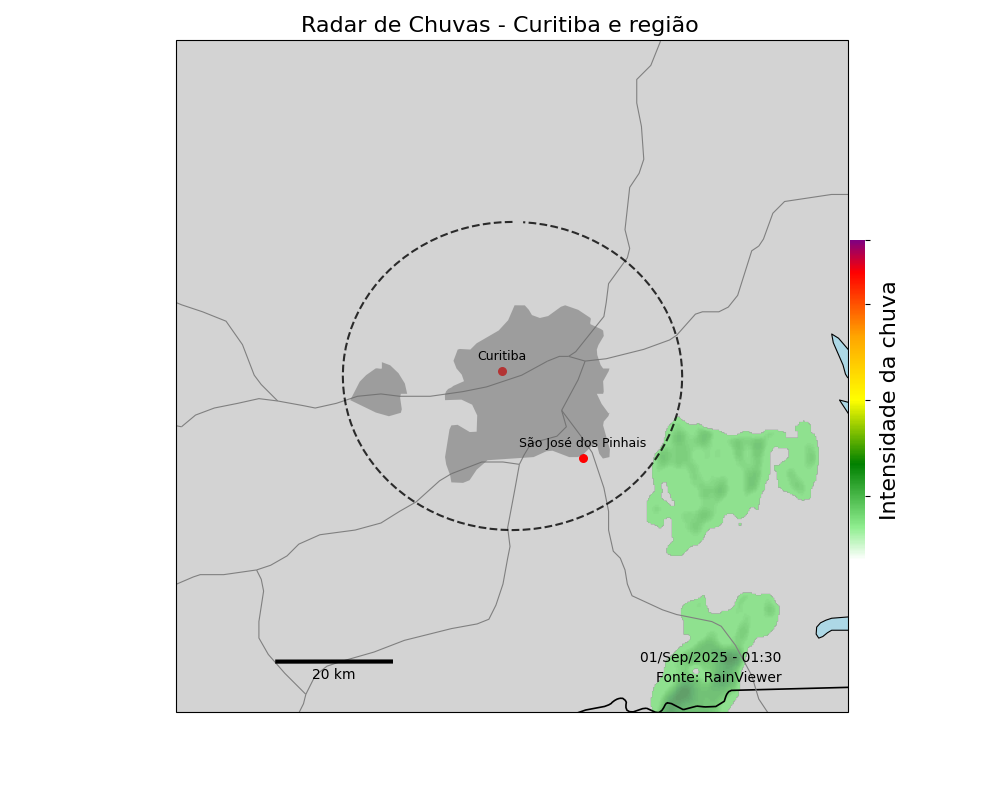 Radar de Chuvas - Curitiba e região
Curitiba
São José dos Pinhais
Intensidade da chuva
01/Sep/2025 - 01:30
20 km
Fonte: RainViewer